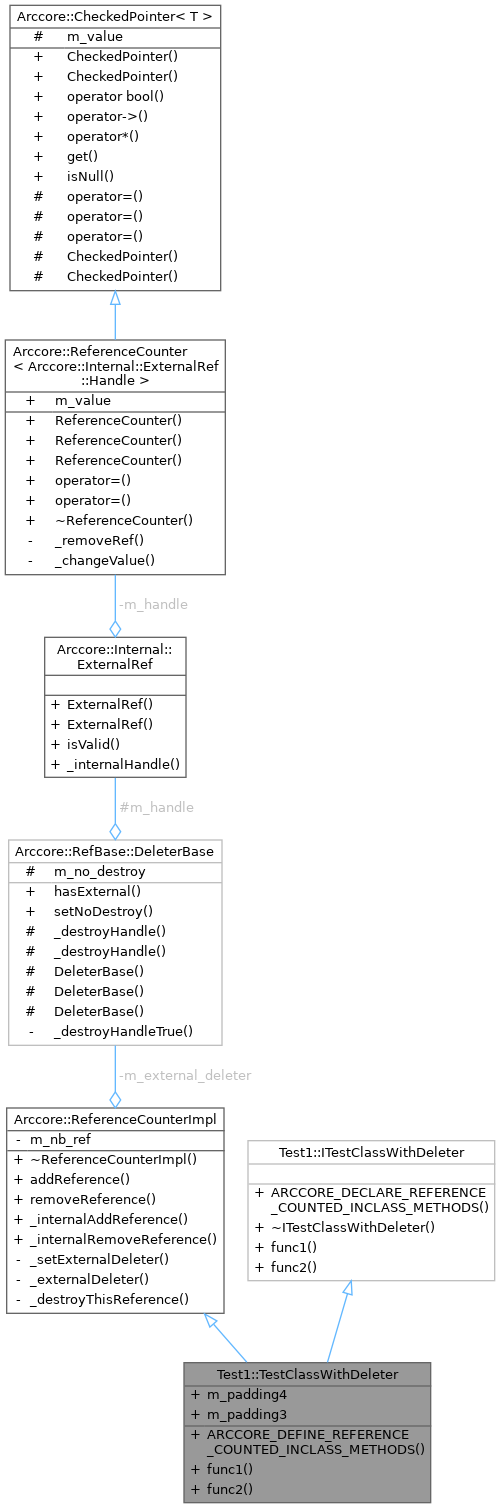 Arccore::CheckedPointer< T >
# m_value
+ CheckedPointer()
+ CheckedPointer()
+ operator bool()
+ operator->()
+ operator*()
+ get()
+ isNull()
# operator=()
# operator=()
# operator=()
# CheckedPointer()
# CheckedPointer()
Arccore::ReferenceCounter
< Arccore::Internal::ExternalRef
::Handle >
+ m_value
+ ReferenceCounter()
+ ReferenceCounter()
+ ReferenceCounter()
+ operator=()
+ operator=()
+ ~ReferenceCounter()
- _removeRef()
- _changeValue()
-m_handle
Arccore::Internal::
ExternalRef
+ ExternalRef()
+ ExternalRef()
+ isValid()
+ _internalHandle()
#m_handle
Arccore::RefBase::DeleterBase
# m_no_destroy
+ hasExternal()
+ setNoDestroy()
# _destroyHandle()
# _destroyHandle()
# DeleterBase()
# DeleterBase()
# DeleterBase()
- _destroyHandleTrue()
-m_external_deleter
Arccore::ReferenceCounterImpl
- m_nb_ref
+ ~ReferenceCounterImpl()
+ addReference()
+ removeReference()
+ _internalAddReference()
+ _internalRemoveReference()
- _setExternalDeleter()
- _externalDeleter()
- _destroyThisReference()
Test1::ITestClassWithDeleter
+ ARCCORE_DECLARE_REFERENCE
_COUNTED_INCLASS_METHODS()
+ ~ITestClassWithDeleter()
+ func1()
+ func2()
Test1::TestClassWithDeleter
+ m_padding4
+ m_padding3
+ ARCCORE_DEFINE_REFERENCE
_COUNTED_INCLASS_METHODS()
+ func1()
+ func2()